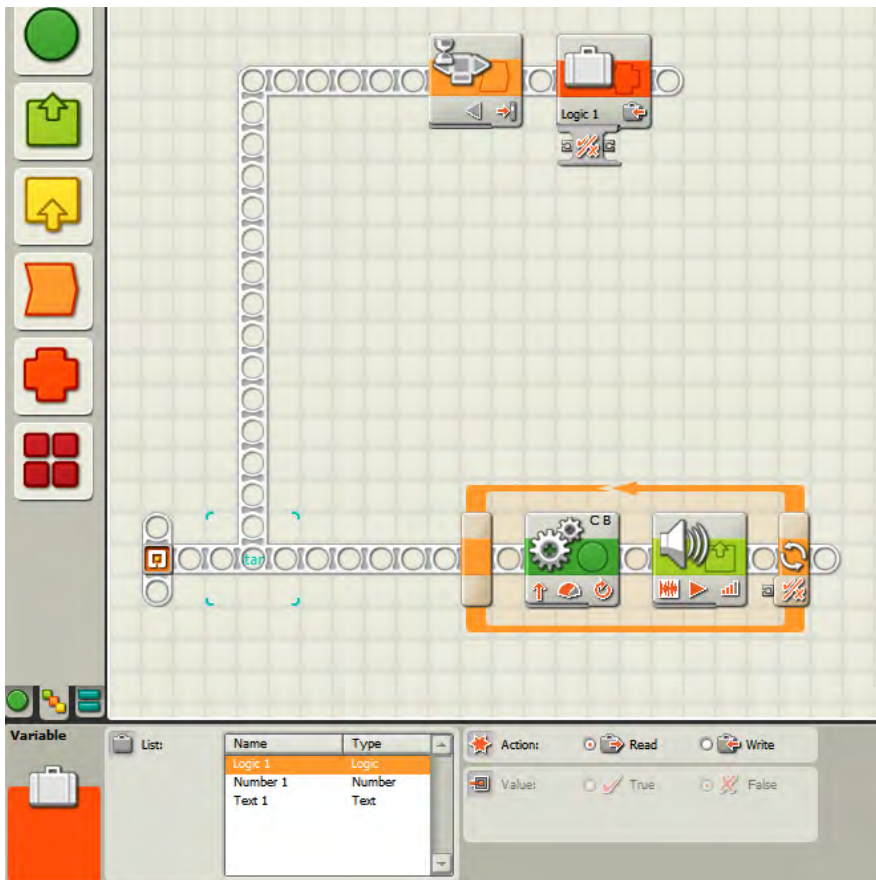 Logic 1
C B
tar
Variable
List:
Name Type
Logic 1 Logic
Number 1 Number
Text 1 Text
Action: Read Write
Value: True False